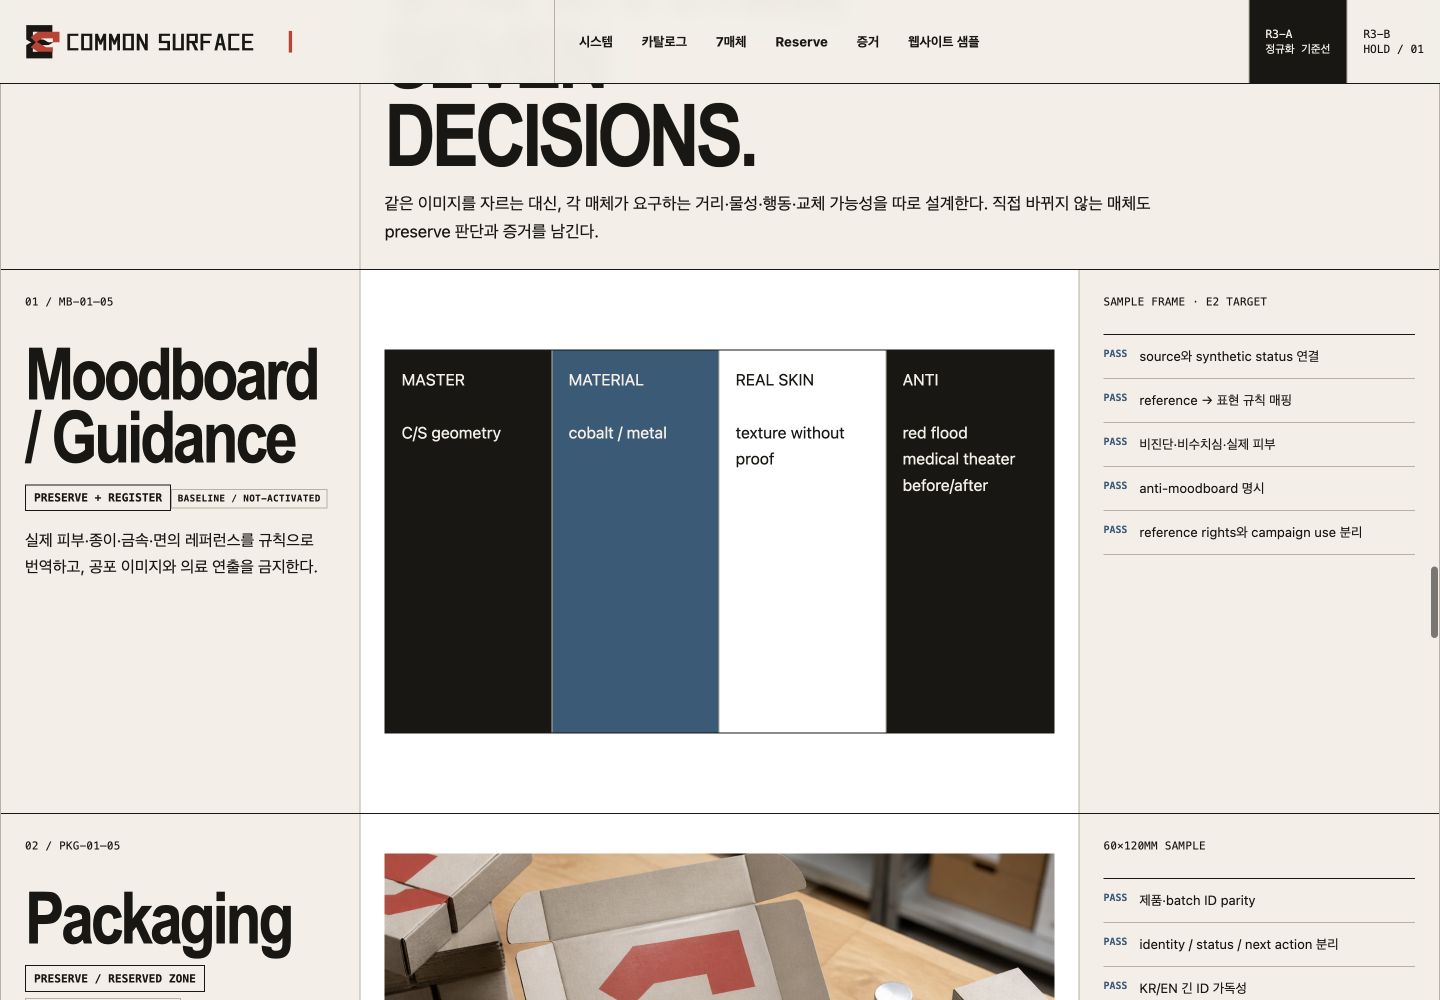 COMMON SURFACE
시스템
카탈로그
7매체
Reserve
증거
웹사이트 샘플
R3-A
정규화 기준선
R3-B
HOLD / 01
DECISIONS.
같은 이미지를 자르는 대신, 각 매체가 요구하는 거리·물성·행동·교체 가능성을 따로 설계한다. 직접 바뀌지 않는 매체도
preserve 판단과 증거를 남긴다.
01 / MB-01-05
Moodboard
/ Guidance
PRESERVE + REGISTER
BASELINE / NOT-ACTIVATED
실제 피부·종이·금속·면의 레퍼런스를 규칙으로
번역하고, 공포 이미지와 의료 연출을 금지한다.
MASTER
C/S geometry
MATERIAL
cobalt / metal
REAL SKIN
texture without
proof
ANTI
red flood
medical theater
before/after
SAMPLE FRAME · E2 TARGET
PASS source와 synthetic status 연결
PASS reference → 표현 규칙 매핑
PASS 비진단·비수치심·실제 피부
PASS anti-moodboard 명시
PASS reference rights와 campaign use 분리
02 / PKG-01-05
Packaging
PRESERVE / RESERVED ZONE
60×120MM SAMPLE
PASS 제품·batch ID parity
PASS identity / status / next action 분리
PASS KR/EN 긴 ID 가독성